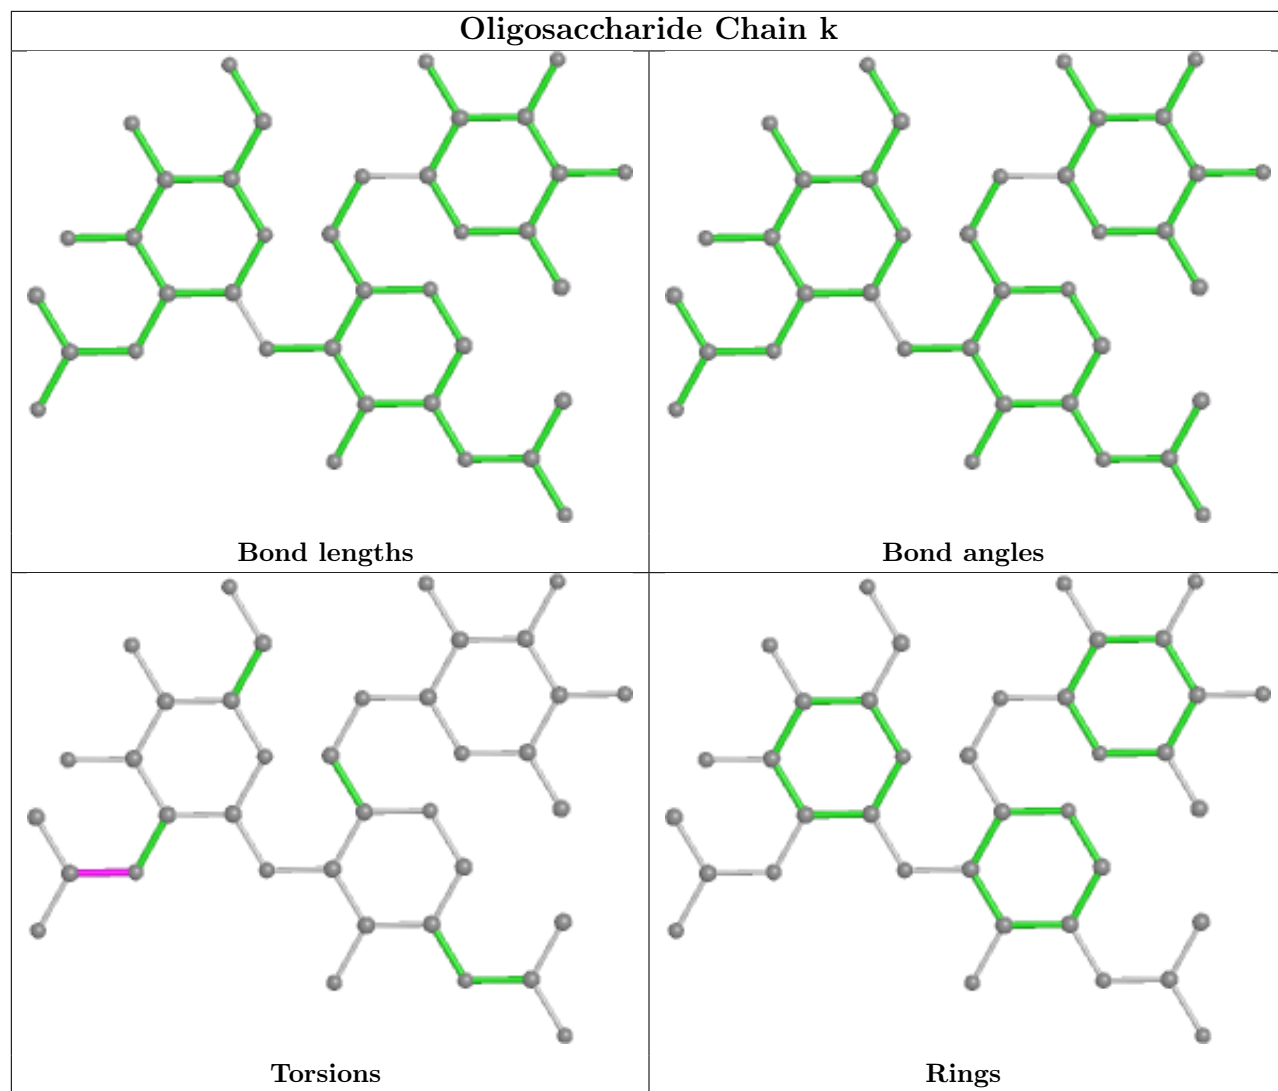 Oligosaccharide Chain k
Bond lengths
Bond angles
Torsions
Rings